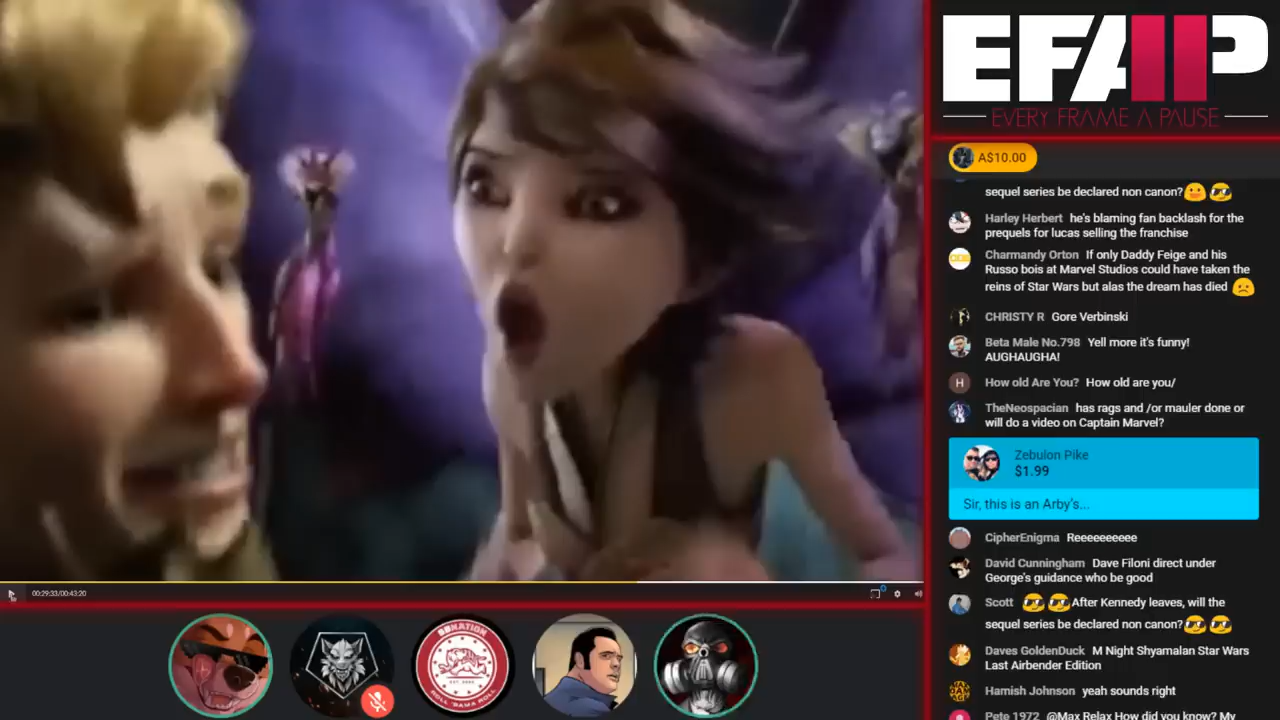 EFAP
EVERY FRAME A PAUSE
A$10.00
sequel series be declared non canon?
Harley Herbert he's blaming fan backlash for the
prequels for lucas selling the franchise
Charmandy Orton If only Daddy Feige and his
Russo bois at Marvel Studios could have taken the
reins of Star Wars but alas the dream has died
CHRISTY R Gore Verbinski
Beta Male No.798 Yell more it's funny!
AUGHAUGHA!
H
How old Are You? How old are you/
TheNeospacian has rags and /or mauler done or
will do a video on Captain Marvel?
Zebulon Pike
$1.99
Sir, this is an Arby's...
CipherEnigma Reeeeeeeeee
David Cunningham Dave Filoni direct under
George's guidance who be good
Scott After Kennedy leaves, will the
sequel series be declared non canon?
Daves GoldenDuck M Night Shyamalan Star Wars
Last Airbender Edition
Hamish Johnson yeah sounds right
Pete 1972 @Max Relax How did you know? My
00:29:33/00:43:20
NATION
ROLL 'BAMA ROLL